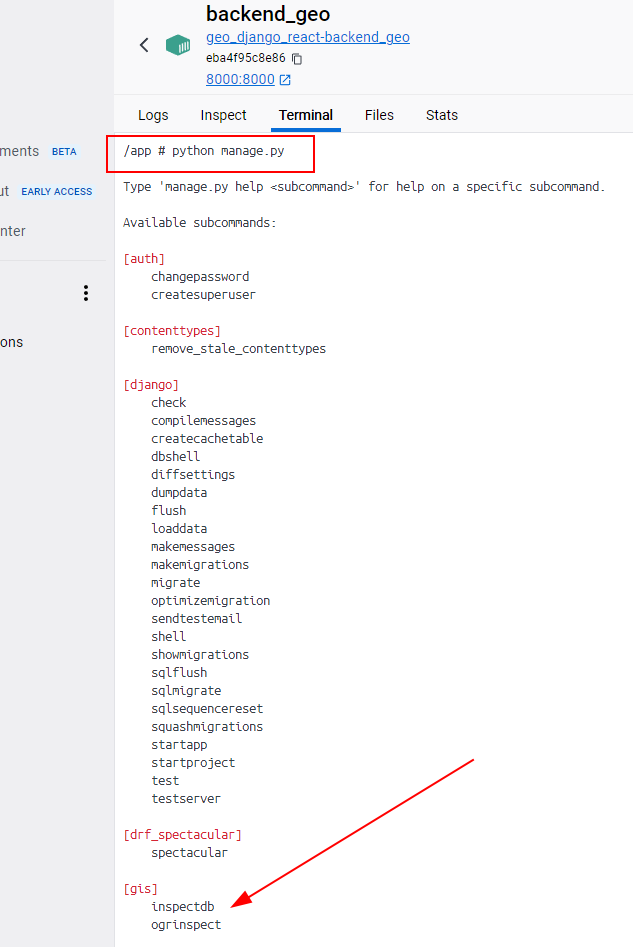 backend_geo
geo_django_react-backend_geo
eba4f95c8e86
8000:8000
Logs Inspect Terminal Files Stats
ments BETA
ut EARLY ACCESS
nter
ons
/app # python manage.py
Type 'manage.py help <subcommand>' for help on a specific subcommand.
Available subcommands:
[auth]
changepassword
createsuperuser
[contenttypes]
remove_stale_contenttypes
[django]
check
compilemessages
createcachetable
dbshell
diffsettings
dumpdata
flush
loaddata
makemessages
makemigrations
migrate
optimizemigration
sendtestemail
shell
showmigrations
sqlflush
sqlmigrate
sqlsequencereset
squashmigrations
startapp
startproject
test
testserver
[drf_spectacular]
spectacular
[gis]
inspectdb
ogrinspect